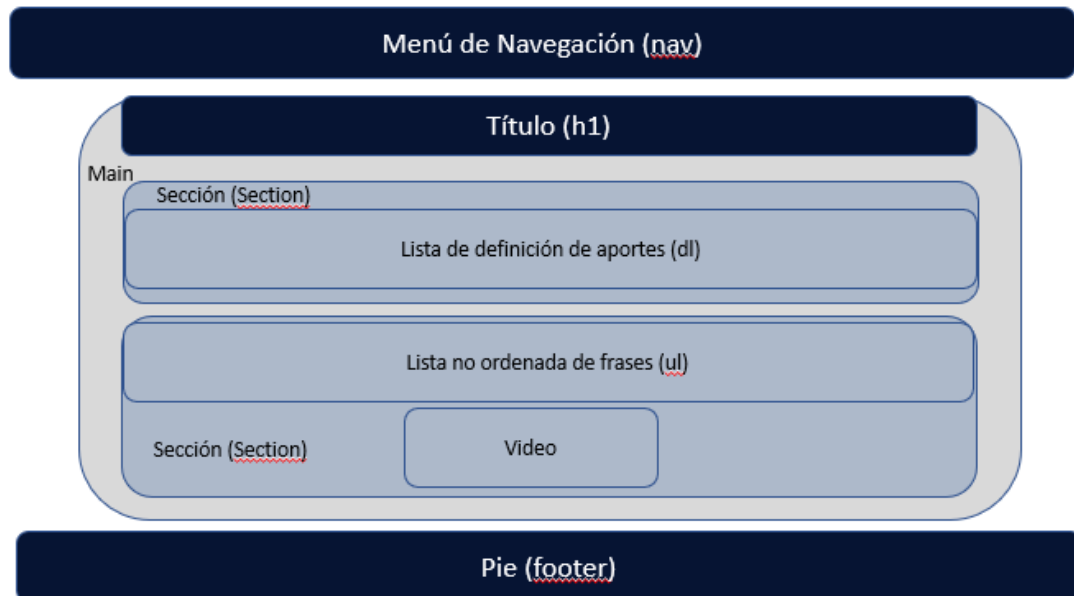 Menú de Navegación (nav)
Título (h1)
Main
Sección (Section)
Lista de definición de aportes (dl)
Lista no ordenada de frases (ul)
Sección (Section)
Video
Pie (footer)